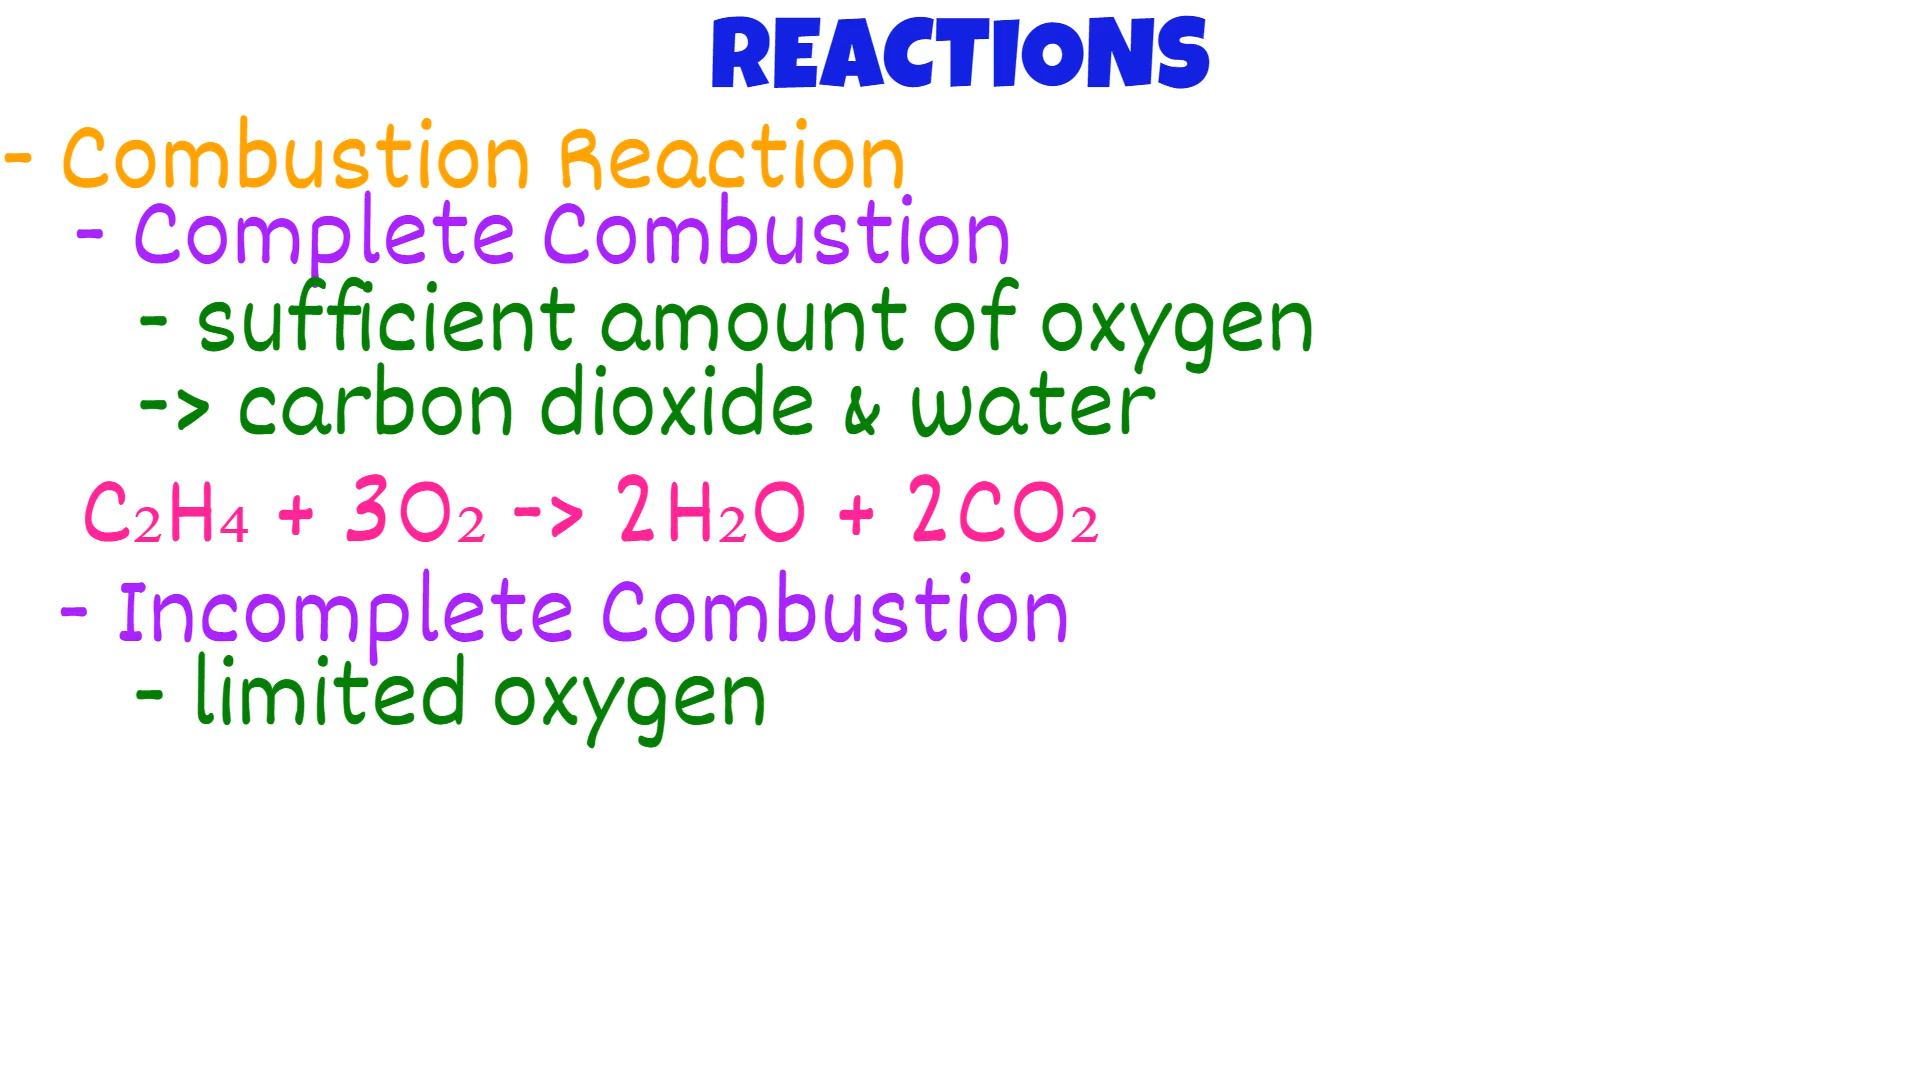 REACTIONS
- Combustion Reaction
- Complete Combustion
- sufficient amount of oxygen
-> carbon dioxide & water
C₂H₄ + 3O₂ -> 2H₂O + 2CO₂
- Incomplete Combustion
- limited oxygen